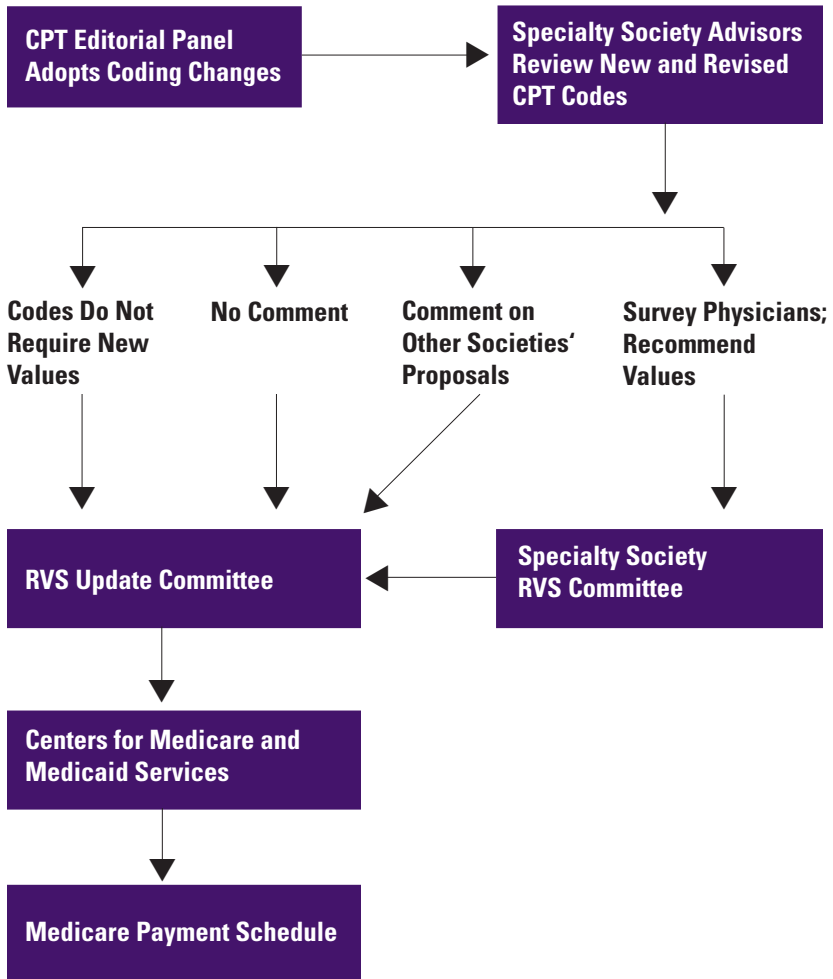 CPT Editorial Panel
Adopts Coding Changes
Specialty Society Advisors
Review New and Revised
CPT Codes
Codes Do Not
Require New
Values
No Comment
Comment on
Other Societies‘
Proposals
Survey Physicians;
Recommend
Values
RVS Update Committee
Specialty Society
RVS Committee
Centers for Medicare and
Medicaid Services
Medicare Payment Schedule